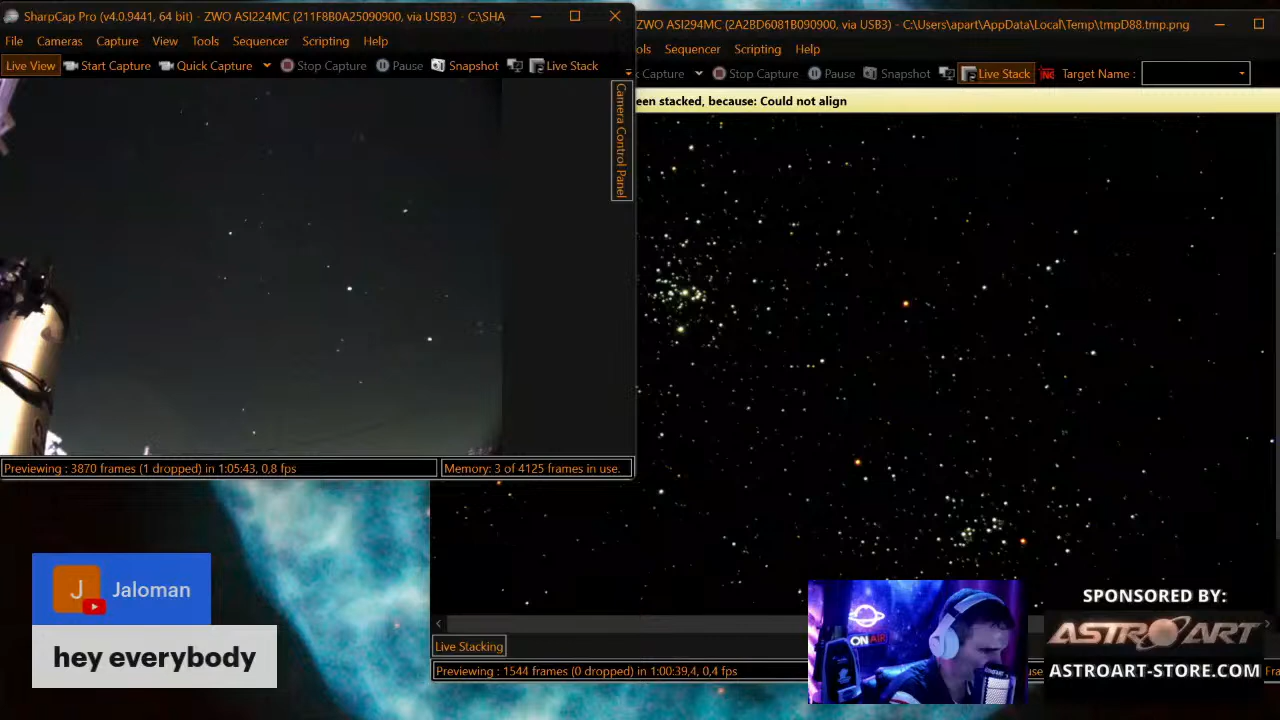 SharpCap Pro (v4.0.9441, 64 bit) - ZWO ASI224MC (211F8B0A25090900, via USB3) - C:\SHA
File Cameras Capture View Tools Sequencer Scripting Help
Live View Start Capture Quick Capture Stop Capture Pause Snapshot Live Stack
Camera Control Panel
Previewing : 3870 frames (1 dropped) in 1:05:43, 0,8 fps
Memory: 3 of 4125 frames in use.
ZWO ASI294MC (2A2BD6081B090900, via USB3) - C:\Users\apart\AppData\Local\Temp\tmpD88.tmp.png
ols Sequencer Scripting Help
Capture Stop Capture Pause Snapshot Live Stack Target Name :
een stacked, because: Could not align
Live Stacking
Previewing : 1544 frames (0 dropped) in 1:00:39,4, 0,4 fps
use
Fra
J Jaloman
hey everybody
ON AIR
SPONSORED BY:
ASTROART
ASTROART-STORE.COM